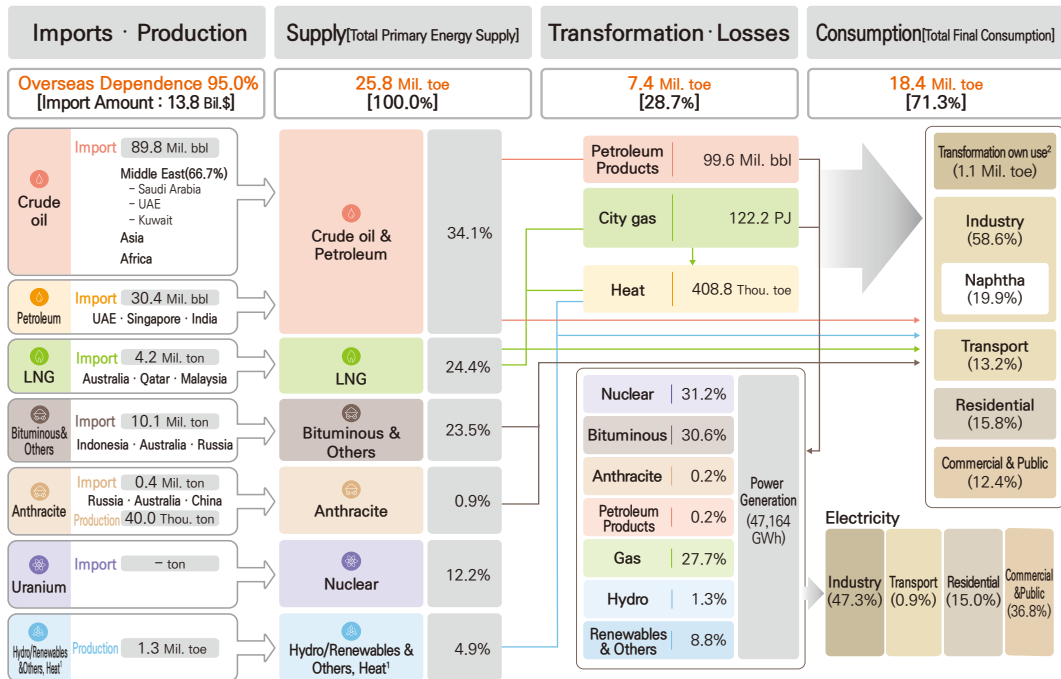 Imports · Production
Supply[Total Primary Energy Supply]
Transformation · Losses
Consumption[Total Final Consumption]
Overseas Dependence 95.0%
[Import Amount : 13.8 Bil.$]
25.8 Mil. toe
[100.0%]
7.4 Mil. toe
[28.7%]
18.4 Mil. toe
[71.3%]
Crude
oil
Import 89.8 Mil. bbl
Middle East(66.7%)
– Saudi Arabia
– UAE
– Kuwait
Asia
Africa
Petroleum
Import 30.4 Mil. bbl
UAE · Singapore · India
LNG
Import 4.2 Mil. ton
Australia · Qatar · Malaysia
Bituminous&
Others
Import 10.1 Mil. ton
Indonesia · Australia · Russia
Anthracite
Import 0.4 Mil. ton
Russia · Australia · China
Production 40.0 Thou. ton
Uranium
Import – ton
Hydro/Renewables
&Others, Heat¹
Production 1.3 Mil. toe
Crude oil &
Petroleum
34.1%
LNG
24.4%
Bituminous &
Others
23.5%
Anthracite
0.9%
Nuclear
12.2%
Hydro/Renewables &
Others, Heat¹
4.9%
Petroleum
Products
99.6 Mil. bbl
City gas
122.2 PJ
Heat
408.8 Thou. toe
Nuclear 31.2%
Bituminous 30.6%
Anthracite 0.2%
Petroleum
Products
0.2%
Gas 27.7%
Hydro 1.3%
Renewables
& Others
8.8%
Power
Generation
(47,164
GWh)
Transformation own use²
(1.1 Mil. toe)
Industry
(58.6%)
Naphtha
(19.9%)
Transport
(13.2%)
Residential
(15.8%)
Commercial & Public
(12.4%)
Electricity
Industry
(47.3%)
Transport
(0.9%)
Residential
(15.0%)
Commercial
&Public
(36.8%)